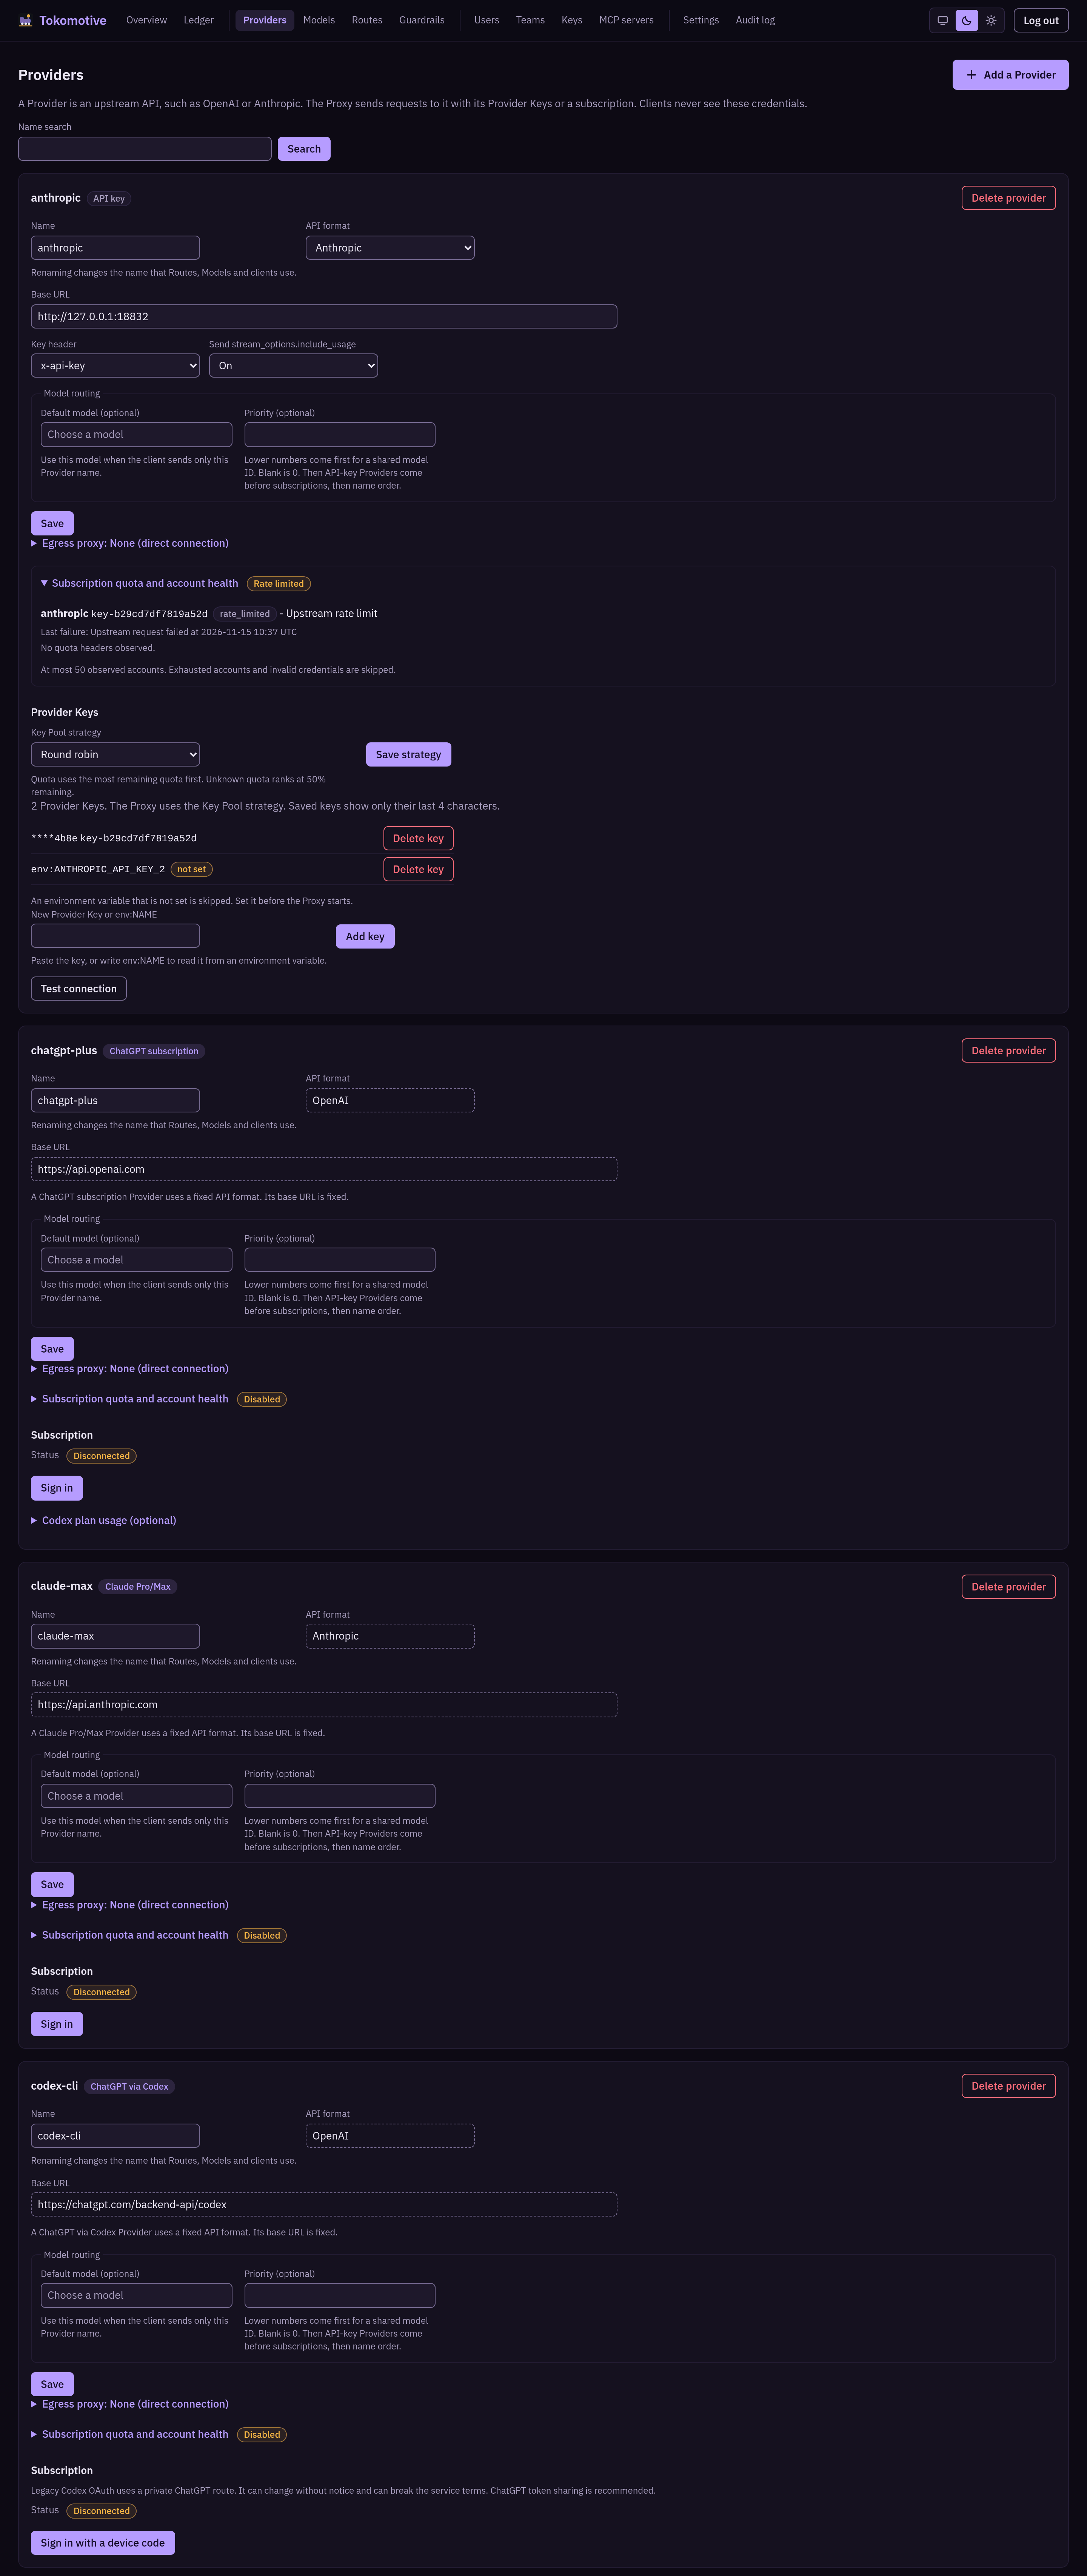 Tokomotive Overview Ledger Providers Models Routes Guardrails Users Teams Keys MCP servers Settings Audit log Log out
Providers
+ Add a Provider
A Provider is an upstream API, such as OpenAI or Anthropic. The Proxy sends requests to it with its Provider Keys or a subscription. Clients never see these credentials.
Name search
Search
anthropic API key Delete provider
Name API format
anthropic Anthropic
Renaming changes the name that Routes, Models and clients use.
Base URL
http://127.0.0.1:18832
Key header Send stream_options.include_usage
x-api-key On
Model routing
Default model (optional) Priority (optional)
Choose a model
Use this model when the client sends only this Lower numbers come first for a shared model
Provider name. ID. Blank is 0. Then API-key Providers come
before subscriptions, then name order.
Save
Egress proxy: None (direct connection)
Subscription quota and account health Rate limited
anthropic key-b29cd7df7819a52d rate_limited - Upstream rate limit
Last failure: Upstream request failed at 2026-11-15 10:37 UTC
No quota headers observed.
At most 50 observed accounts. Exhausted accounts and invalid credentials are skipped.
Provider Keys
Key Pool strategy
Round robin Save strategy
Quota uses the most remaining quota first. Unknown quota ranks at 50%
remaining.
2 Provider Keys. The Proxy uses the Key Pool strategy. Saved keys show only their last 4 characters.
****4b8e key-b29cd7df7819a52d Delete key
env:ANTHROPIC_API_KEY_2 not set Delete key
An environment variable that is not set is skipped. Set it before the Proxy starts.
New Provider Key or env:NAME
Add key
Paste the key, or write env:NAME to read it from an environment variable.
Test connection
chatgpt-plus ChatGPT subscription Delete provider
Name API format
chatgpt-plus OpenAI
Renaming changes the name that Routes, Models and clients use.
Base URL
https://api.openai.com
A ChatGPT subscription Provider uses a fixed API format. Its base URL is fixed.
Model routing
Default model (optional) Priority (optional)
Choose a model
Use this model when the client sends only this Lower numbers come first for a shared model
Provider name. ID. Blank is 0. Then API-key Providers come
before subscriptions, then name order.
Save
Egress proxy: None (direct connection)
Subscription quota and account health Disabled
Subscription
Status Disconnected
Sign in
Codex plan usage (optional)
claude-max Claude Pro/Max Delete provider
Name API format
claude-max Anthropic
Renaming changes the name that Routes, Models and clients use.
Base URL
https://api.anthropic.com
A Claude Pro/Max Provider uses a fixed API format. Its base URL is fixed.
Model routing
Default model (optional) Priority (optional)
Choose a model
Use this model when the client sends only this Lower numbers come first for a shared model
Provider name. ID. Blank is 0. Then API-key Providers come
before subscriptions, then name order.
Save
Egress proxy: None (direct connection)
Subscription quota and account health Disabled
Subscription
Status Disconnected
Sign in
codex-cli ChatGPT via Codex Delete provider
Name API format
codex-cli OpenAI
Renaming changes the name that Routes, Models and clients use.
Base URL
https://chatgpt.com/backend-api/codex
A ChatGPT via Codex Provider uses a fixed API format. Its base URL is fixed.
Model routing
Default model (optional) Priority (optional)
Choose a model
Use this model when the client sends only this Lower numbers come first for a shared model
Provider name. ID. Blank is 0. Then API-key Providers come
before subscriptions, then name order.
Save
Egress proxy: None (direct connection)
Subscription quota and account health Disabled
Subscription
Legacy Codex OAuth uses a private ChatGPT route. It can change without notice and can break the service terms. ChatGPT token sharing is recommended.
Status Disconnected
Sign in with a device code